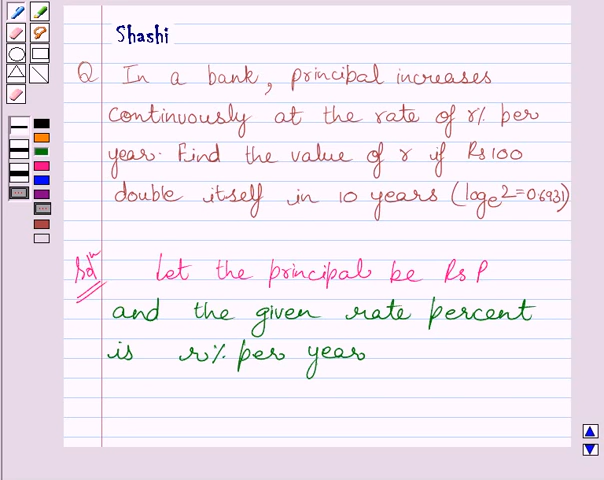 Shashi
Q In a bank, principal increases
continuously at the rate of r% per
year. Find the value of r if Rs100
double itself in 10 years (logₑ2=0.6931)
Solⁿ Let the principal be Rs P
and the given rate percent
is r% per year